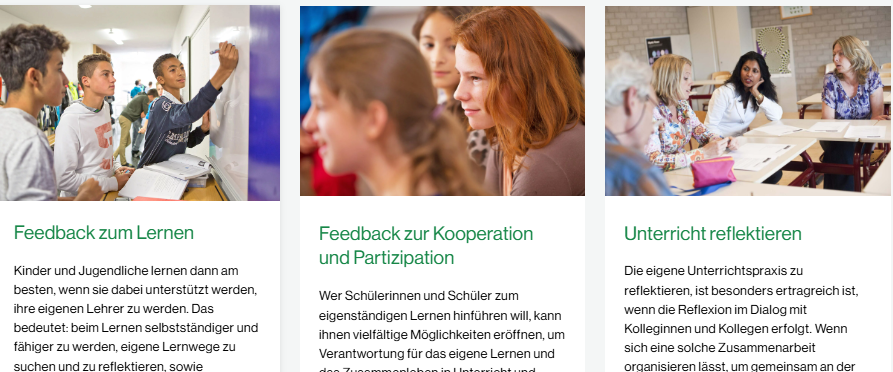 Feedback zum Lernen
Kinder und Jugendliche lernen dann am
besten, wenn sie dabei unterstützt werden,
ihre eigenen Lehrer zu werden. Das
bedeutet: beim Lernen selbstständiger und
fähiger zu werden, eigene Lernwege zu
suchen und zu reflektieren, sowie
Feedback zur Kooperation
und Partizipation
Wer Schülerinnen und Schüler zum
eigenständigen Lernen hinführen will, kann
ihnen vielfältige Möglichkeiten eröffnen, um
Verantwortung für das eigene Lernen und
das Zusammenleben in Unterricht und
Unterricht reflektieren
Die eigene Unterrichtspraxis zu
reflektieren, ist besonders ertragreich ist,
wenn die Reflexion im Dialog mit
Kolleginnen und Kollegen erfolgt. Wenn
sich eine solche Zusammenarbeit
organisieren lässt, um gemeinsam an der